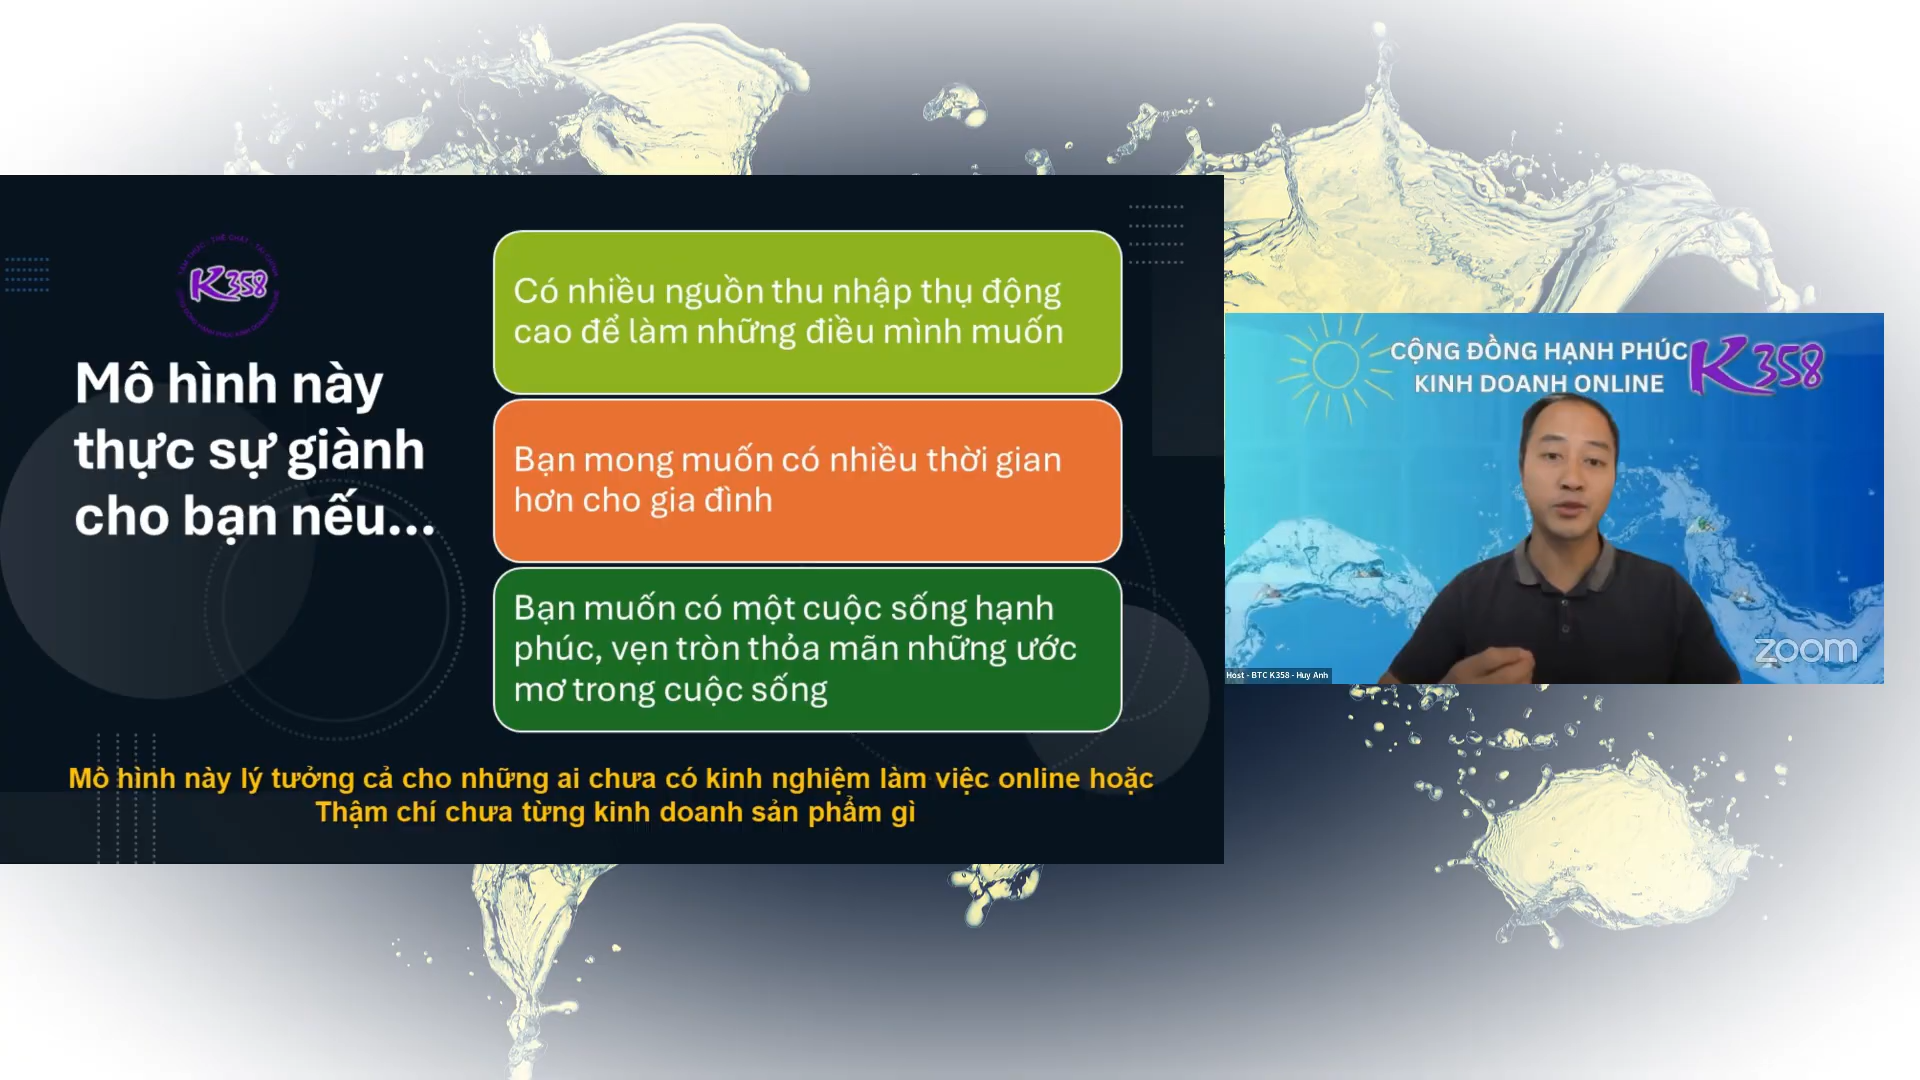 K358
Mô hình này
thực sự giành
cho bạn nếu...
Có nhiều nguồn thu nhập thụ động
cao để làm những điều mình muốn
Bạn mong muốn có nhiều thời gian
hơn cho gia đình
Bạn muốn có một cuộc sống hạnh
phúc, vẹn tròn thỏa mãn những ước
mơ trong cuộc sống
Mô hình này lý tưởng cả cho những ai chưa có kinh nghiệm làm việc online hoặc
Thậm chí chưa từng kinh doanh sản phẩm gì
CỘNG ĐỒNG HẠNH PHÚC
KINH DOANH ONLINE
K358
zoom
Host - BTC K358 - Huy Anh